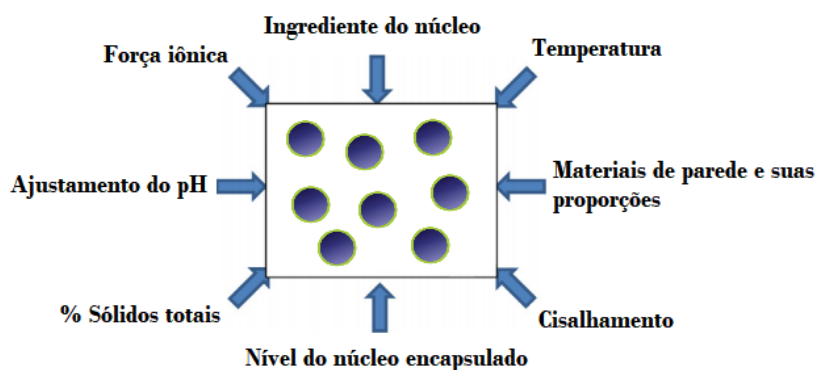 Ingrediente do núcleo
Força iônica
Temperatura
Ajustamento do pH
Materiais de parede e suas
proporções
% Sólidos totais
Cisalhamento
Nível do núcleo encapsulado